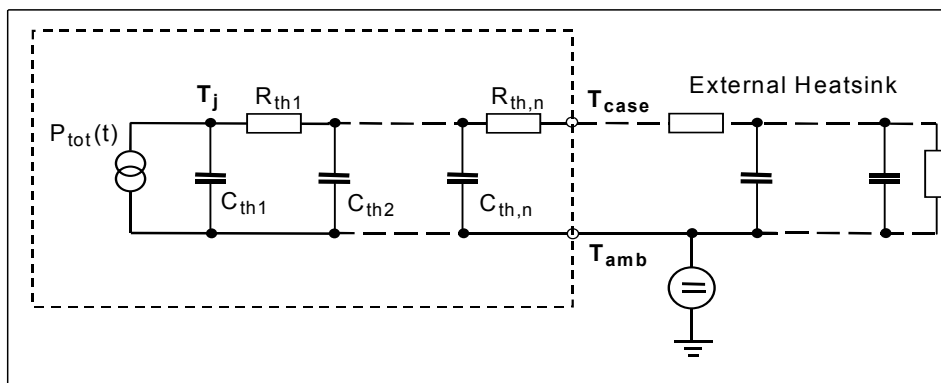 External Heatsink
T_j R_th1 R_th,n T_case
P_tot(t)
C_th1 C_th2 C_th,n
T_amb